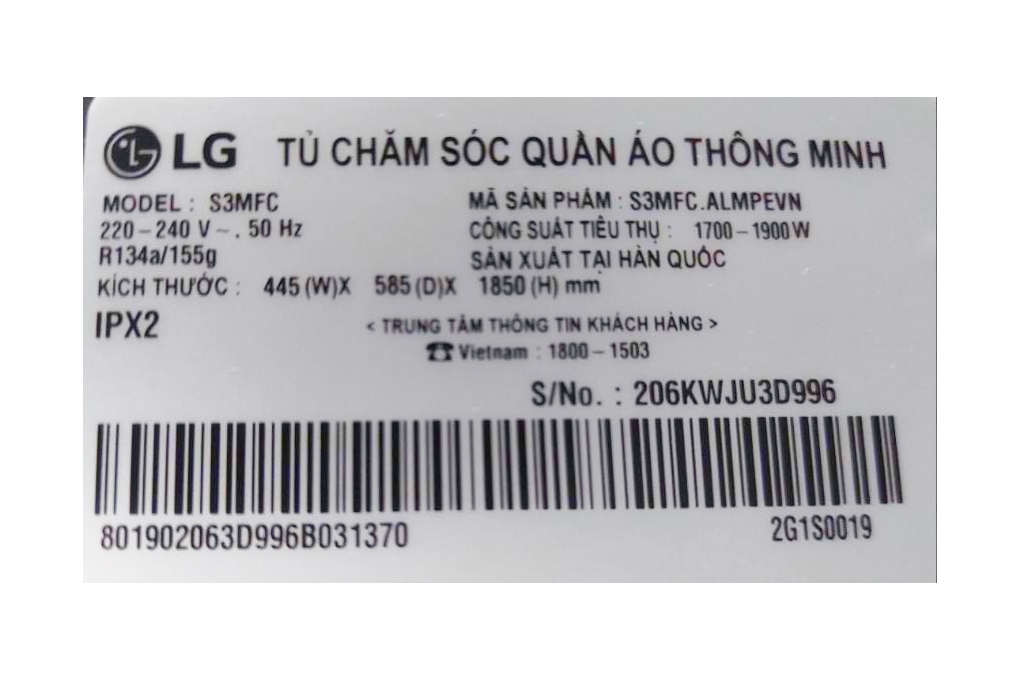 LG TỦ CHĂM SÓC QUẦN ÁO THÔNG MINH
MODEL : S3MFC MÃ SẢN PHẨM : S3MFC.ALMPEVN
220–240 V ~ . 50 Hz CÔNG SUẤT TIÊU THỤ : 1700–1900 W
R134a/155g SẢN XUẤT TẠI HÀN QUỐC
KÍCH THƯỚC : 445 (W)X 585 (D)X 1850 (H) mm
IPX2 < TRUNG TÂM THÔNG TIN KHÁCH HÀNG >
☎ Vietnam : 1800–1503
S/No. : 206KWJU3D996
801902063D996B031370 2G1S0019